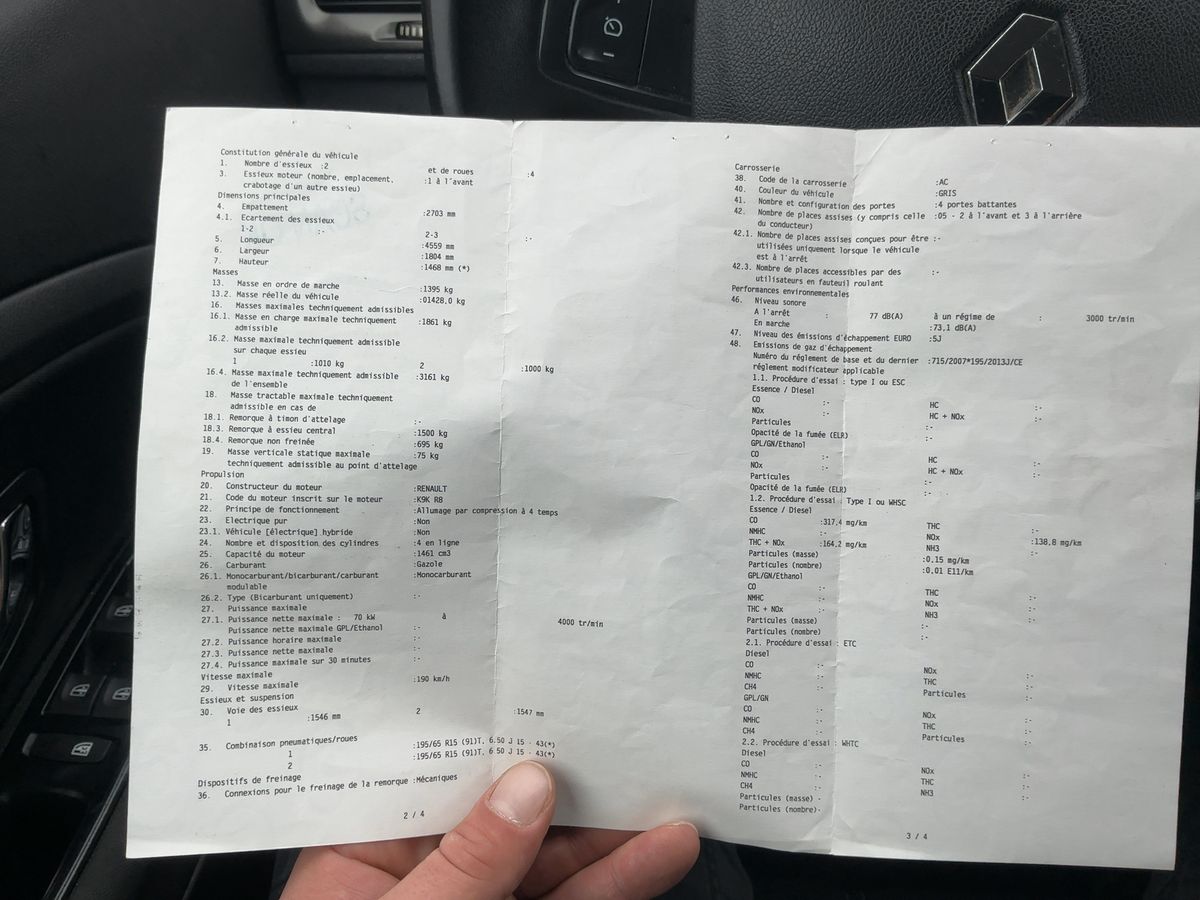 Constitution générale du véhicule
1. Nombre d'essieux :2 et de roues :4
3. Essieux moteur (nombre, emplacement, :1 à l'avant
crabotage d'un autre essieu)
Dimensions principales
4. Empattement :2703 mm
4.1. Ecartement des essieux
1-2 :- 2-3 :-
5. Longueur :4559 mm
6. Largeur :1804 mm
7. Hauteur :1468 mm (*)
Masses
13. Masse en ordre de marche :1395 kg
13.2. Masse réelle du véhicule :01428,0 kg
16. Masses maximales techniquement admissibles
16.1. Masse en charge maximale techniquement :1861 kg
admissible
16.2. Masse maximale techniquement admissible
sur chaque essieu
1 :1010 kg 2 :1000 kg
16.4. Masse maximale techniquement admissible :3161 kg
de l'ensemble
18. Masse tractable maximale techniquement
admissible en cas de
18.1. Remorque à timon d'attelage :-
18.3. Remorque à essieu central :1500 kg
18.4. Remorque non freinée :695 kg
19. Masse verticale statique maximale :75 kg
techniquement admissible au point d'attelage
Propulsion
20. Constructeur du moteur :RENAULT
21. Code du moteur inscrit sur le moteur :K9K R8
22. Principe de fonctionnement :Allumage par compression à 4 temps
23. Electrique pur :Non
23.1. Véhicule [électrique] hybride :Non
24. Nombre et disposition des cylindres :4 en ligne
25. Capacité du moteur :1461 cm3
26. Carburant :Gazole
26.1. Monocarburant/bicarburant/carburant :Monocarburant
modulable
26.2. Type (Bicarburant uniquement) :-
27. Puissance maximale
27.1. Puissance nette maximale : 70 kW à 4000 tr/min
Puissance nette maximale GPL/Ethanol :-
27.2. Puissance horaire maximale :-
27.3. Puissance nette maximale :-
27.4. Puissance maximale sur 30 minutes :-
Vitesse maximale
29. Vitesse maximale :190 km/h
Essieux et suspension
30. Voie des essieux
1 :1546 mm 2 :1547 mm
35. Combinaison pneumatiques/roues
1 :195/65 R15 (91)T, 6.50 J 15 - 43(*)
2 :195/65 R15 (91)T, 6.50 J 15 - 43(*)
Dispositifs de freinage
36. Connexions pour le freinage de la remorque :Mécaniques
2 / 4
Carrosserie
38. Code de la carrosserie :AC
40. Couleur du véhicule :GRIS
41. Nombre et configuration des portes :4 portes battantes
42. Nombre de places assises (y compris celle :05 - 2 à l'avant et 3 à l'arrière
du conducteur)
42.1. Nombre de places assises conçues pour être :-
utilisées uniquement lorsque le véhicule
est à l'arrêt
42.3. Nombre de places accessibles par des :-
utilisateurs en fauteuil roulant
Performances environnementales
46. Niveau sonore
A l'arrêt : 77 dB(A) à un régime de : 3000 tr/min
En marche :73,1 dB(A)
47. Niveau des émissions d'échappement EURO :5J
48. Emissions de gaz d'échappement
Numéro du réglement de base et du dernier :715/2007*195/2013J/CE
réglement modificateur applicable
1.1. Procédure d'essai : type I ou ESC
Essence / Diesel
CO :- HC :-
NOx :- HC + NOx :-
Particules :-
Opacité de la fumée (ELR) :-
GPL/GN/Ethanol
CO :- HC :-
NOx :- HC + NOx :-
Particules :-
Opacité de la fumée (ELR) :-
1.2. Procédure d'essai : Type I ou WHSC
Essence / Diesel
CO :317,4 mg/km THC :-
NMHC :- NOx :138,8 mg/km
THC + NOx :164,2 mg/km NH3 :-
Particules (masse) :0.15 mg/km
Particules (nombre) :0.01 E11/km
GPL/GN/Ethanol
CO :- THC :-
NMHC :- NOx :-
THC + NOx :- NH3 :-
Particules (masse) :-
Particules (nombre) :-
2.1. Procédure d'essai : ETC
Diesel
CO :- NOx :-
NMHC :- THC :-
CH4 :- Particules :-
GPL/GN
CO :- NOx :-
NMHC :- THC :-
CH4 :- Particules :-
2.2. Procédure d'essai : WHTC
Diesel
CO :- NOx :-
NMHC :- THC :-
CH4 :- NH3 :-
Particules (masse) -
Particules (nombre)-
3 / 4